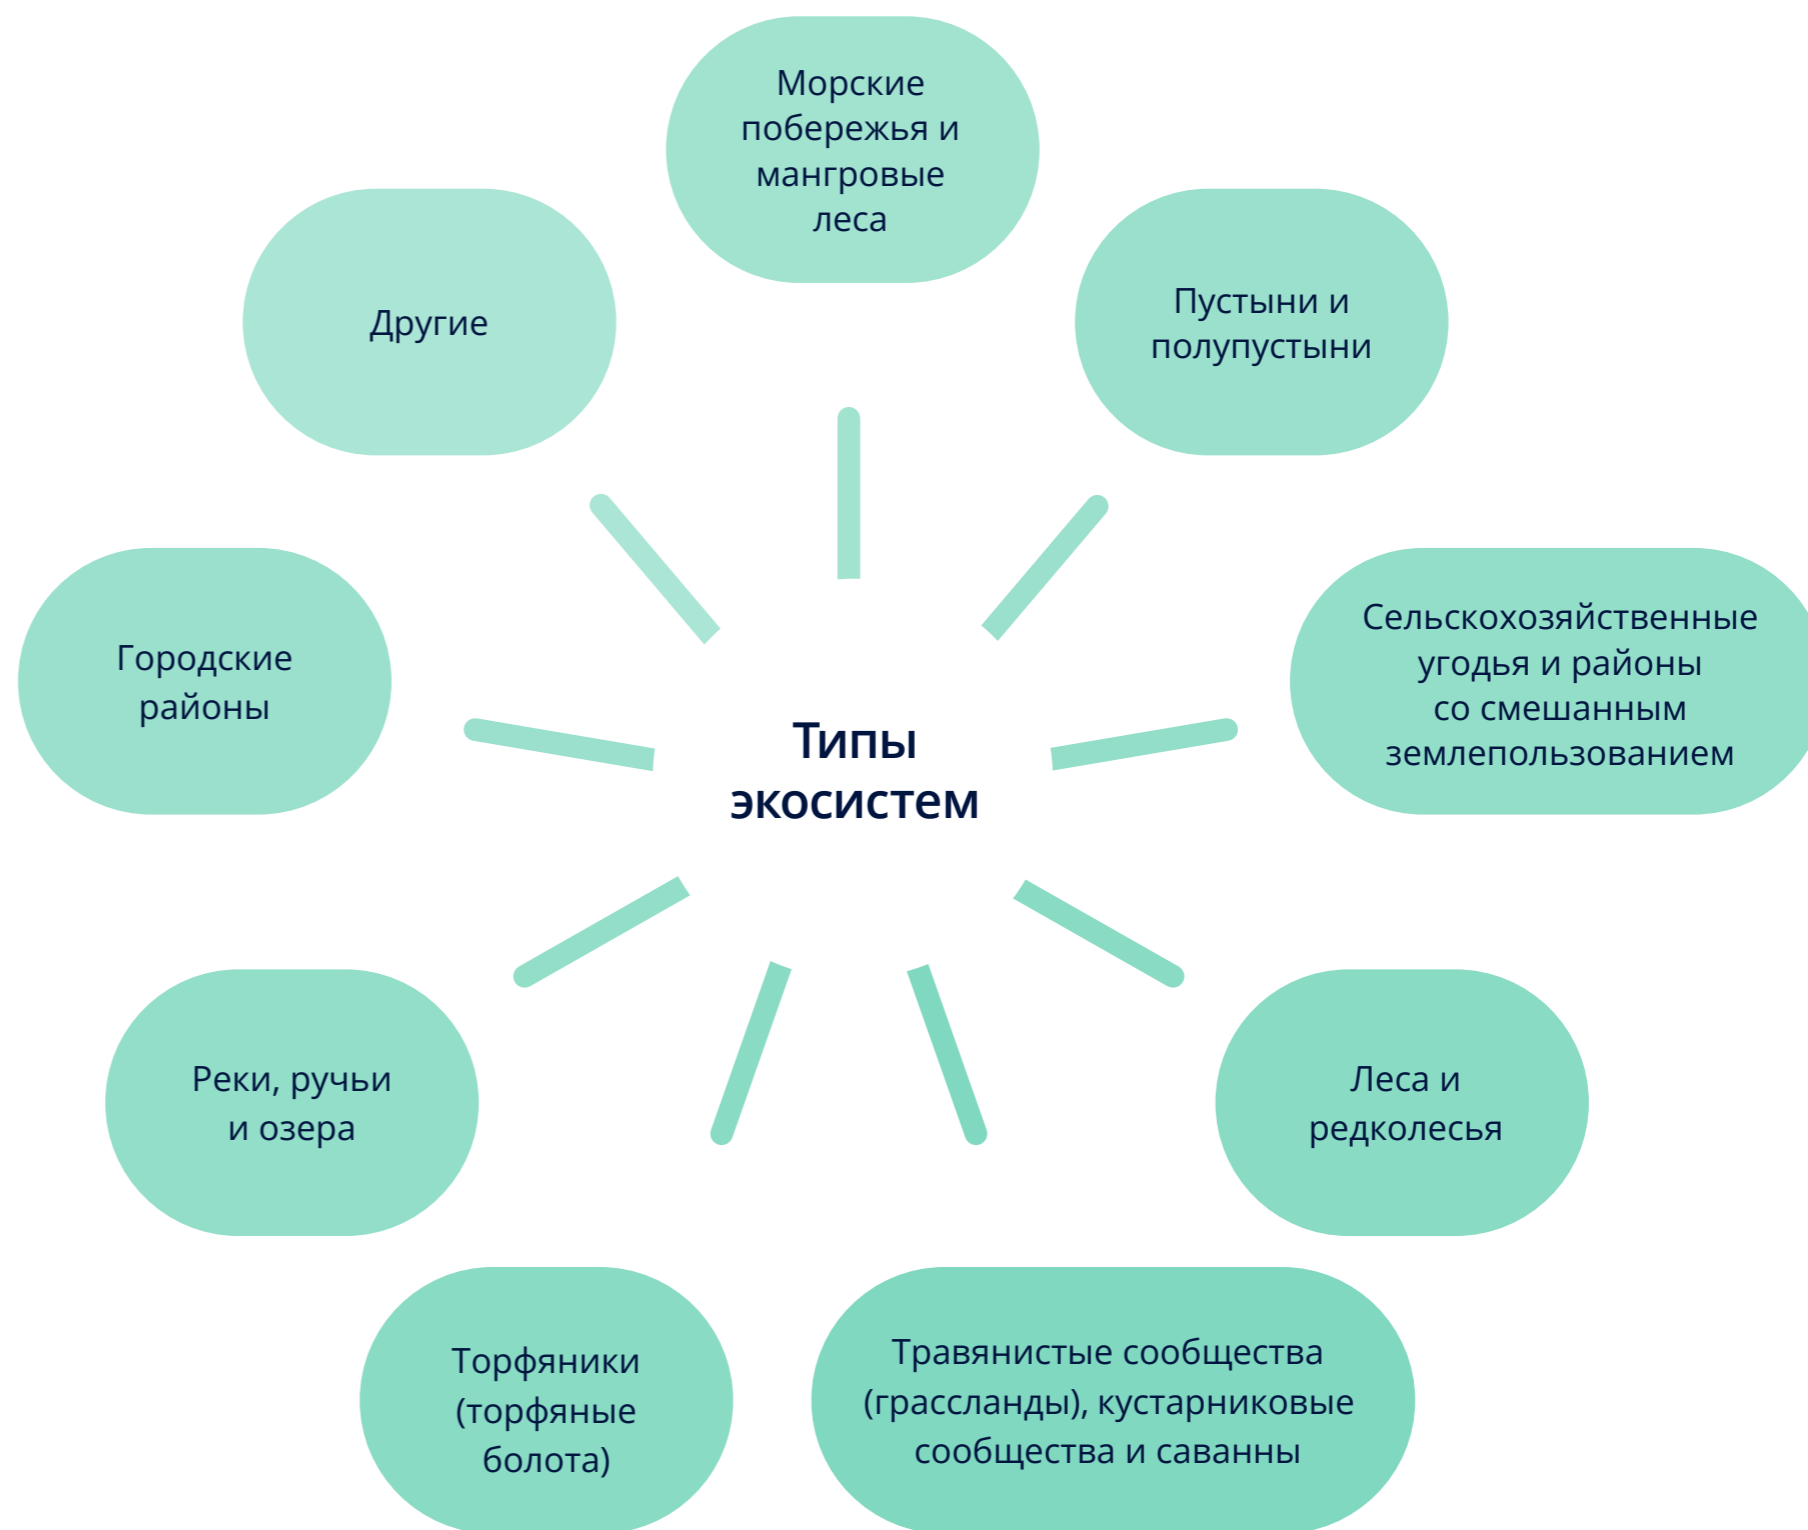 Морские
побережья и
мангровые
леса
Другие
Пустыни и
полупустыни
Городские
районы
Сельскохозяйственные
угодья и районы
со смешанным
землепользованием
Типы
экосистем
Реки, ручьи
и озера
Леса и
редколесья
Торфяники
(торфяные
болота)
Травянистые сообщества
(грассланды), кустарниковые
сообщества и саванны